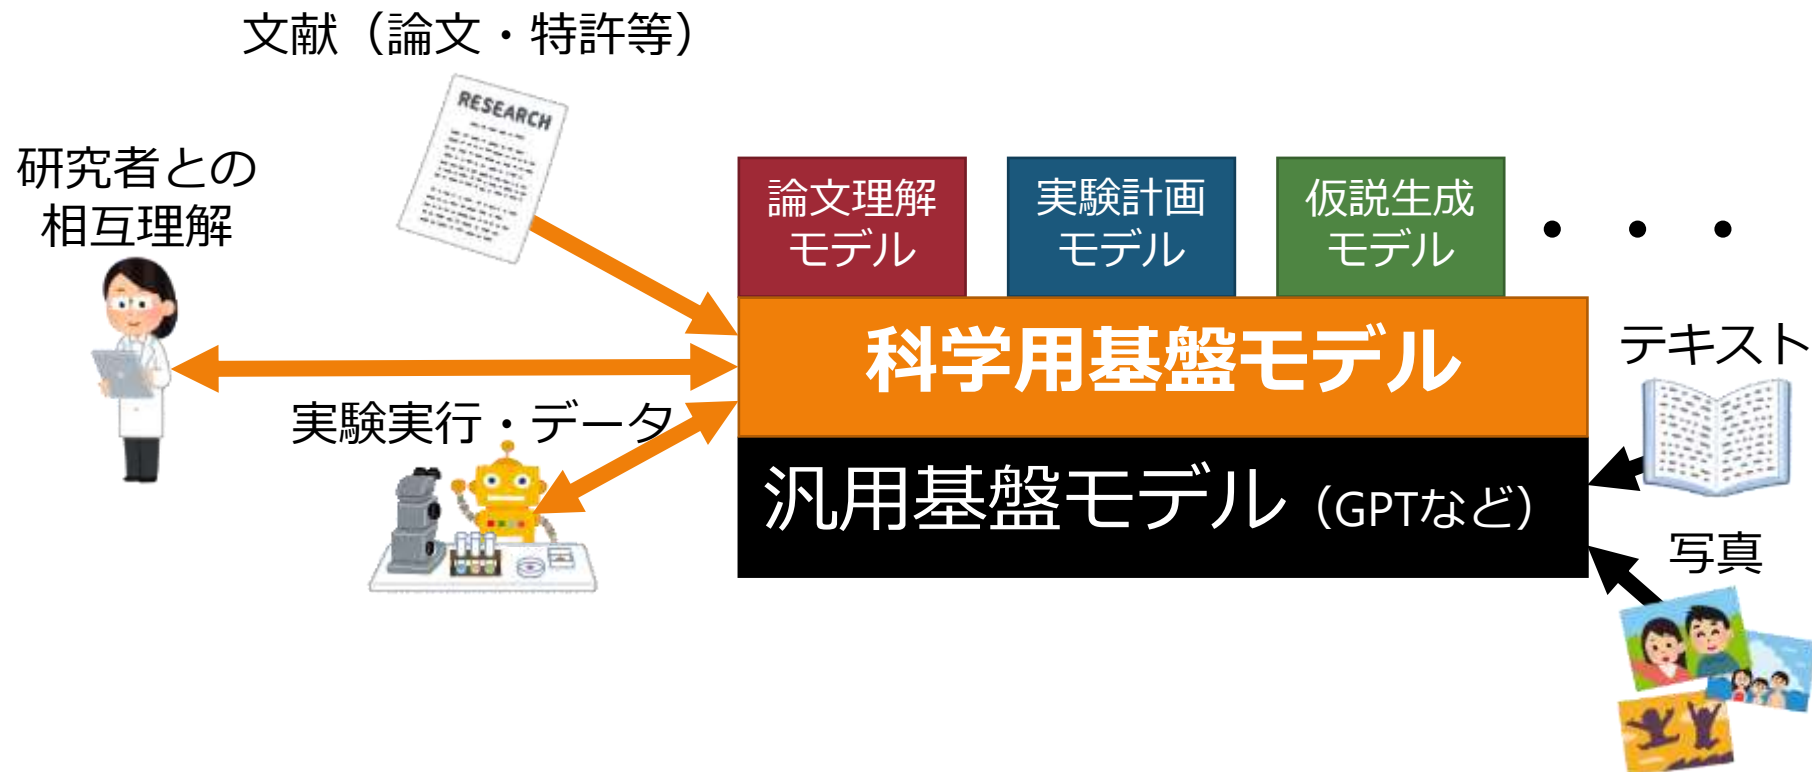 文献（論文・特許等）
RESEARCH
研究者との
相互理解
論文理解
モデル
実験計画
モデル
仮説生成
モデル
・・・
科学用基盤モデル
テキスト
実験実行・データ
汎用基盤モデル（GPTなど）
写真